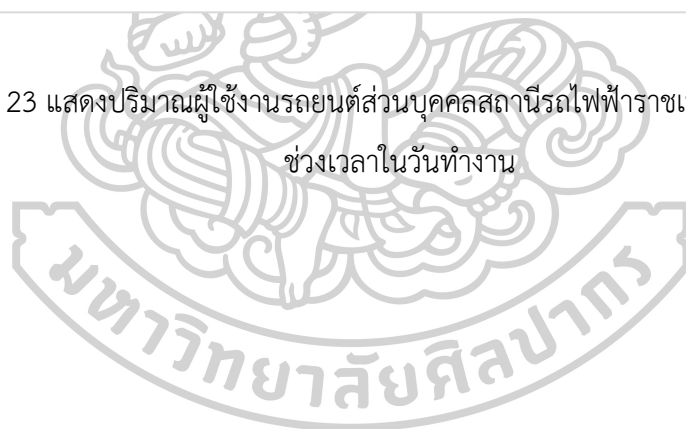 23 แสดงปริมาณผู้ใช้งานรถยนต์ส่วนบุคคลสถานีรถไฟฟ้าราชเ
ช่วงเวลาในวันทำงาน
มหาวิทยาลัยศิลปากร